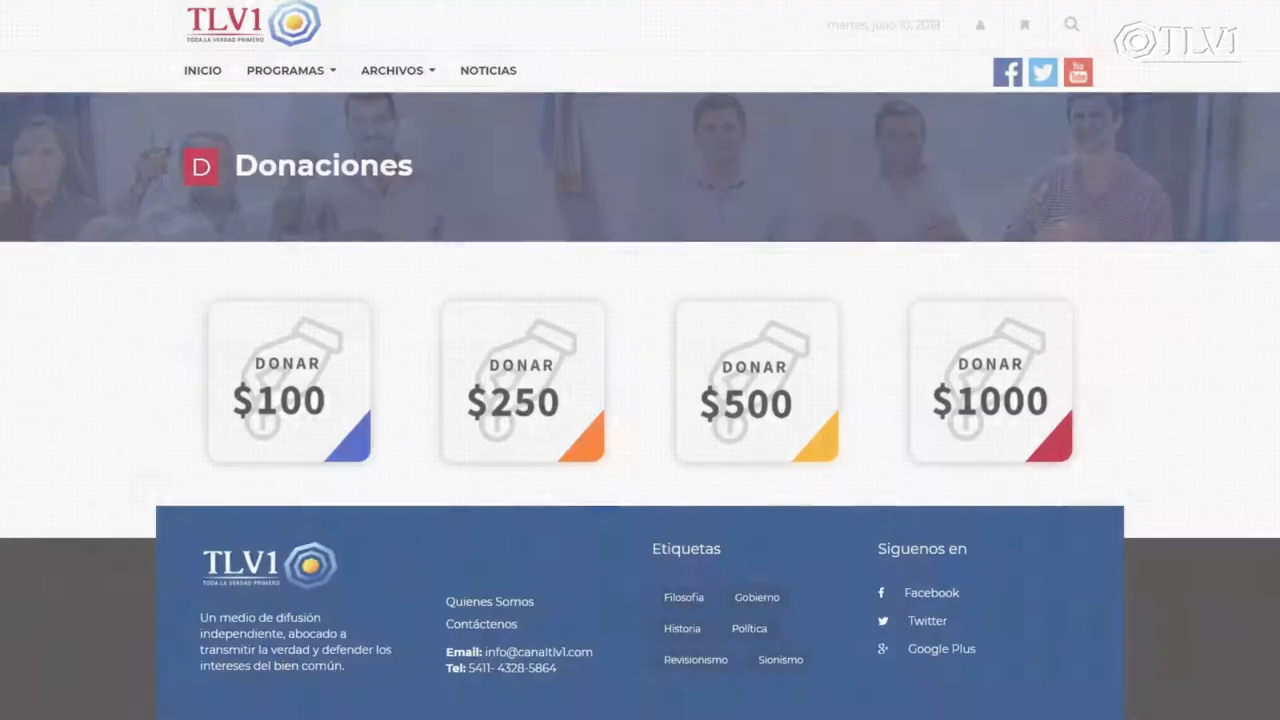 TLV1
TODA LA VERDAD PRIMERO
martes, julio 10, 2018
TLV1
INICIO PROGRAMAS ARCHIVOS NOTICIAS
f
You Tube
D Donaciones
DONAR
$100
DONAR
$250
DONAR
$500
DONAR
$1000
TLV1
TODA LA VERDAD PRIMERO
Un medio de difusión
independiente, abocado a
transmitir la verdad y defender los
intereses del bien común.
Quienes Somos
Contáctenos
Email: info@canaltlv1.com
Tel: 5411- 4328-5864
Etiquetas
Filosofia Gobierno
Historia Política
Revisionismo Sionismo
Siguenos en
Facebook
Twitter
Google Plus